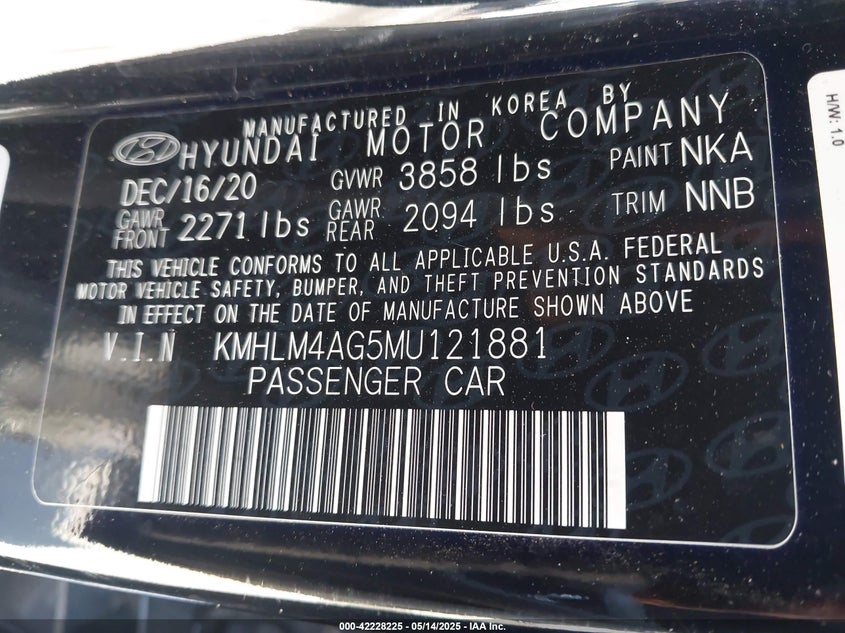 MANUFACTURED IN KOREA BY
HYUNDAI MOTOR COMPANY
DEC/16/20 GVWR 3858 lbs PAINT NKA
GAWR FRONT 2271 lbs GAWR REAR 2094 lbs TRIM NNB
THIS VEHICLE CONFORMS TO ALL APPLICABLE U.S.A. FEDERAL
MOTOR VEHICLE SAFETY, BUMPER, AND THEFT PREVENTION STANDARDS
IN EFFECT ON THE DATE OF MANUFACTURE SHOWN ABOVE
V.I.N KMHLM4AG5MU121881
PASSENGER CAR
H/W: 1.0
000-42228225 - 05/14/2025 - IAA Inc.